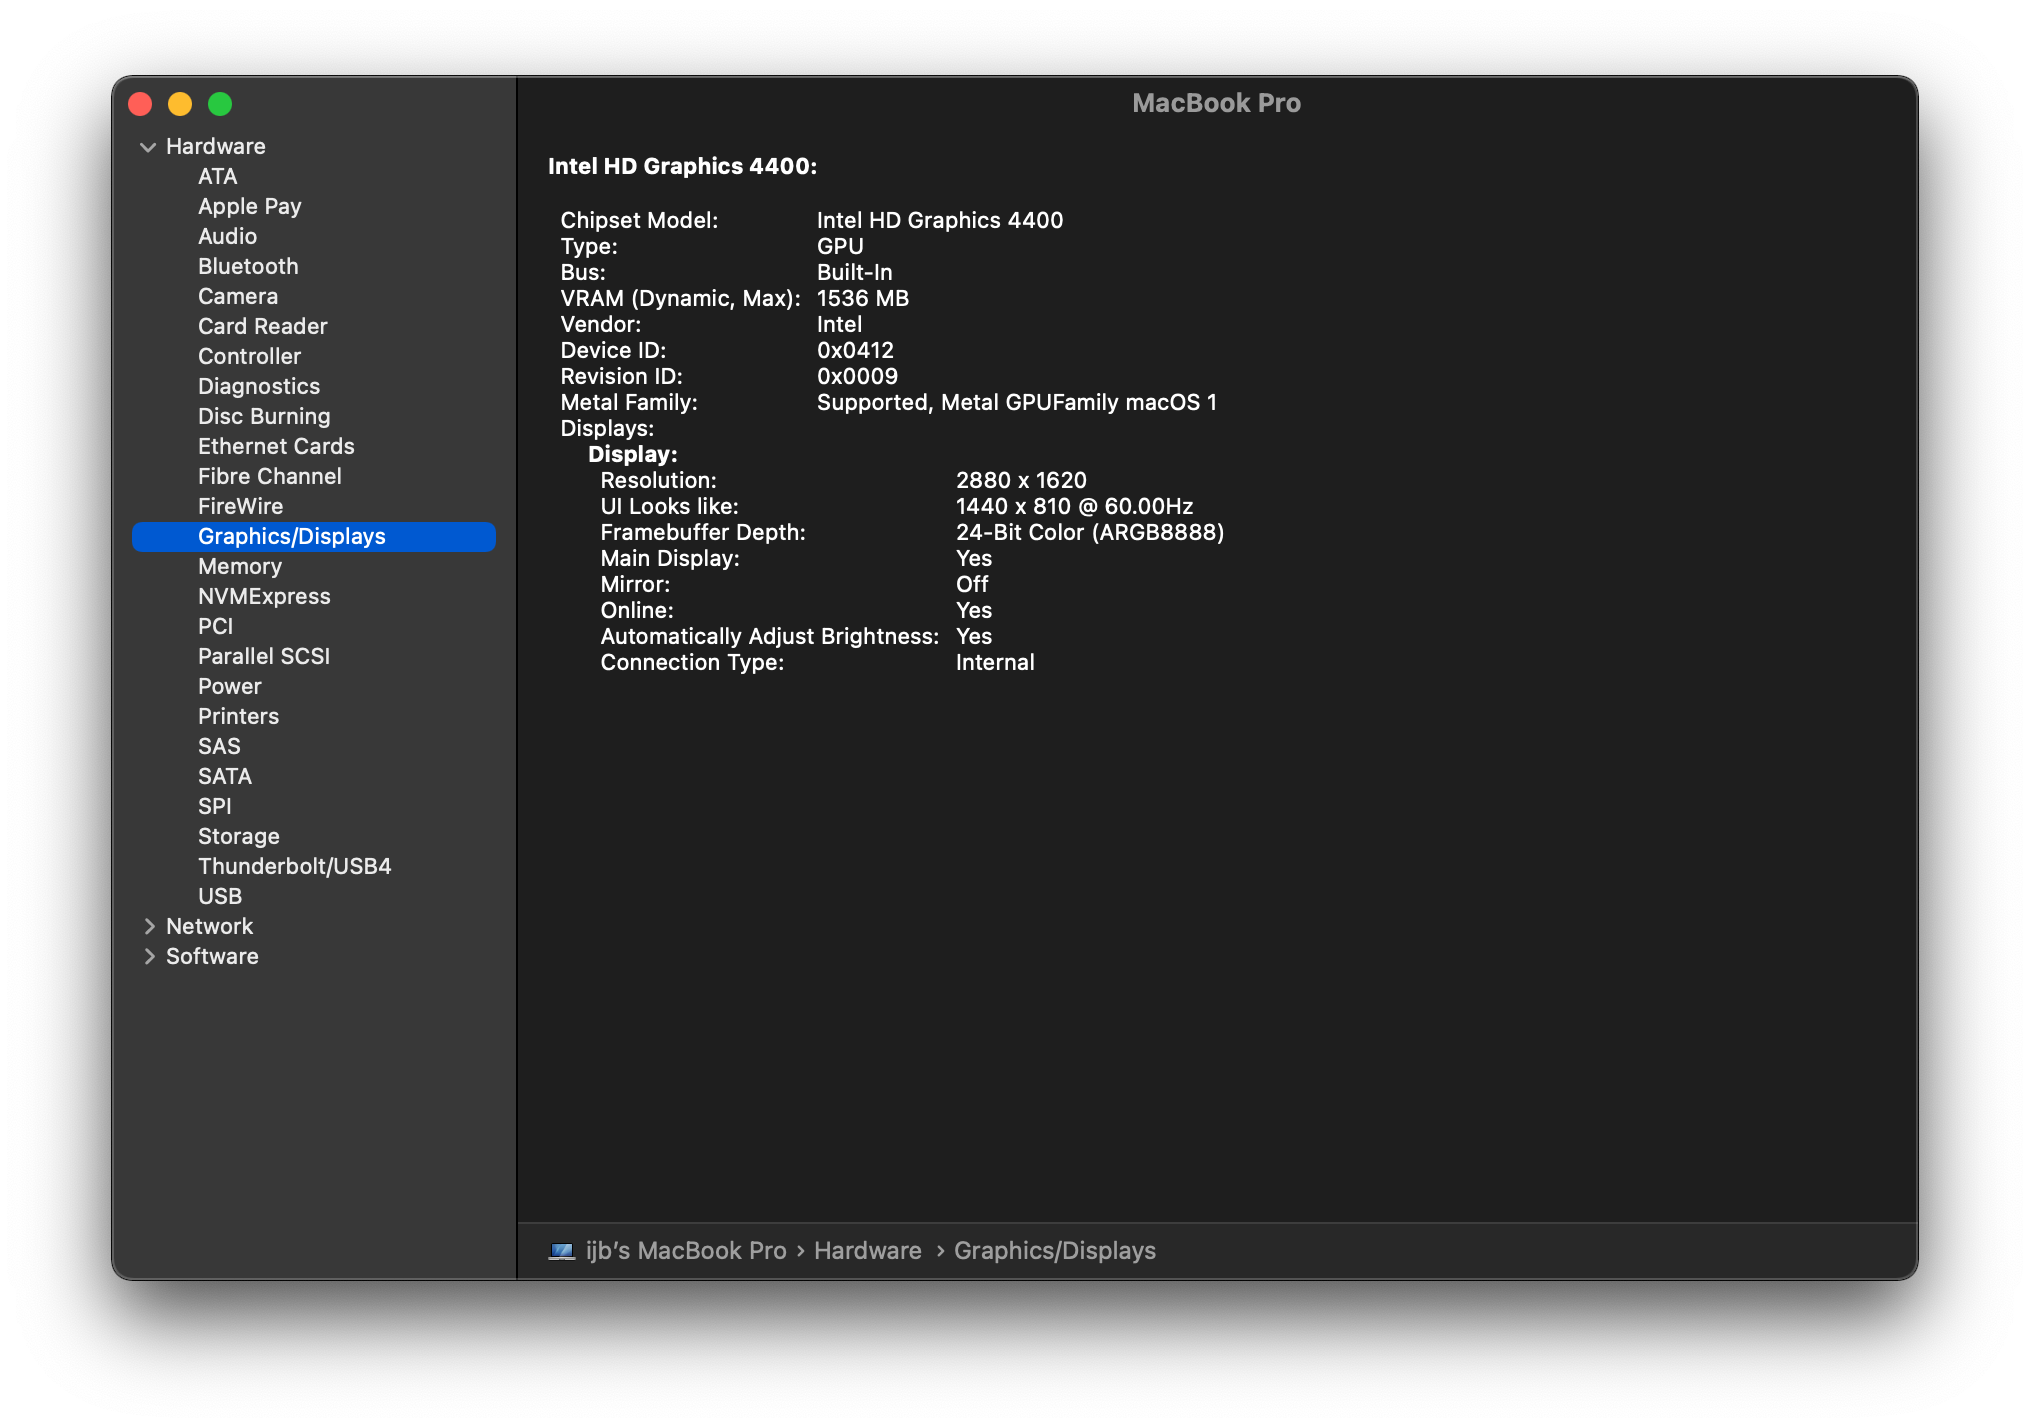 MacBook Pro
Hardware
ATA
Apple Pay
Audio
Bluetooth
Camera
Card Reader
Controller
Diagnostics
Disc Burning
Ethernet Cards
Fibre Channel
FireWire
Graphics/Displays
Memory
NVMExpress
PCI
Parallel SCSI
Power
Printers
SAS
SATA
SPI
Storage
Thunderbolt/USB4
USB
Network
Software
Intel HD Graphics 4400:
Chipset Model: Intel HD Graphics 4400
Type: GPU
Bus: Built-In
VRAM (Dynamic, Max): 1536 MB
Vendor: Intel
Device ID: 0x0412
Revision ID: 0x0009
Metal Family: Supported, Metal GPUFamily macOS 1
Displays:
Display:
Resolution: 2880 x 1620
UI Looks like: 1440 x 810 @ 60.00Hz
Framebuffer Depth: 24-Bit Color (ARGB8888)
Main Display: Yes
Mirror: Off
Online: Yes
Automatically Adjust Brightness: Yes
Connection Type: Internal
ijb’s MacBook Pro › Hardware › Graphics/Displays